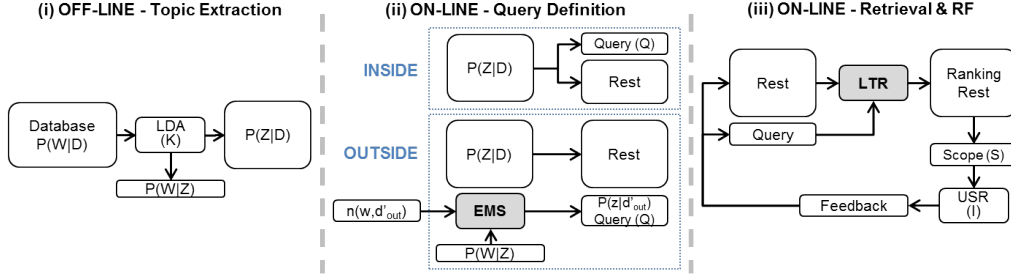 (i) OFF-LINE - Topic Extraction
Database
P(W|D)
LDA
(K)
P(Z|D)
P(W|Z)
(ii) ON-LINE - Query Definition
INSIDE
P(Z|D)
Query (Q)
Rest
OUTSIDE
P(Z|D)
Rest
n(w,d'out)
EMS
P(z|d'out)
Query (Q)
P(W|Z)
(iii) ON-LINE - Retrieval & RF
Rest
LTR
Ranking
Rest
Query
Scope (S)
Feedback
USR
(I)